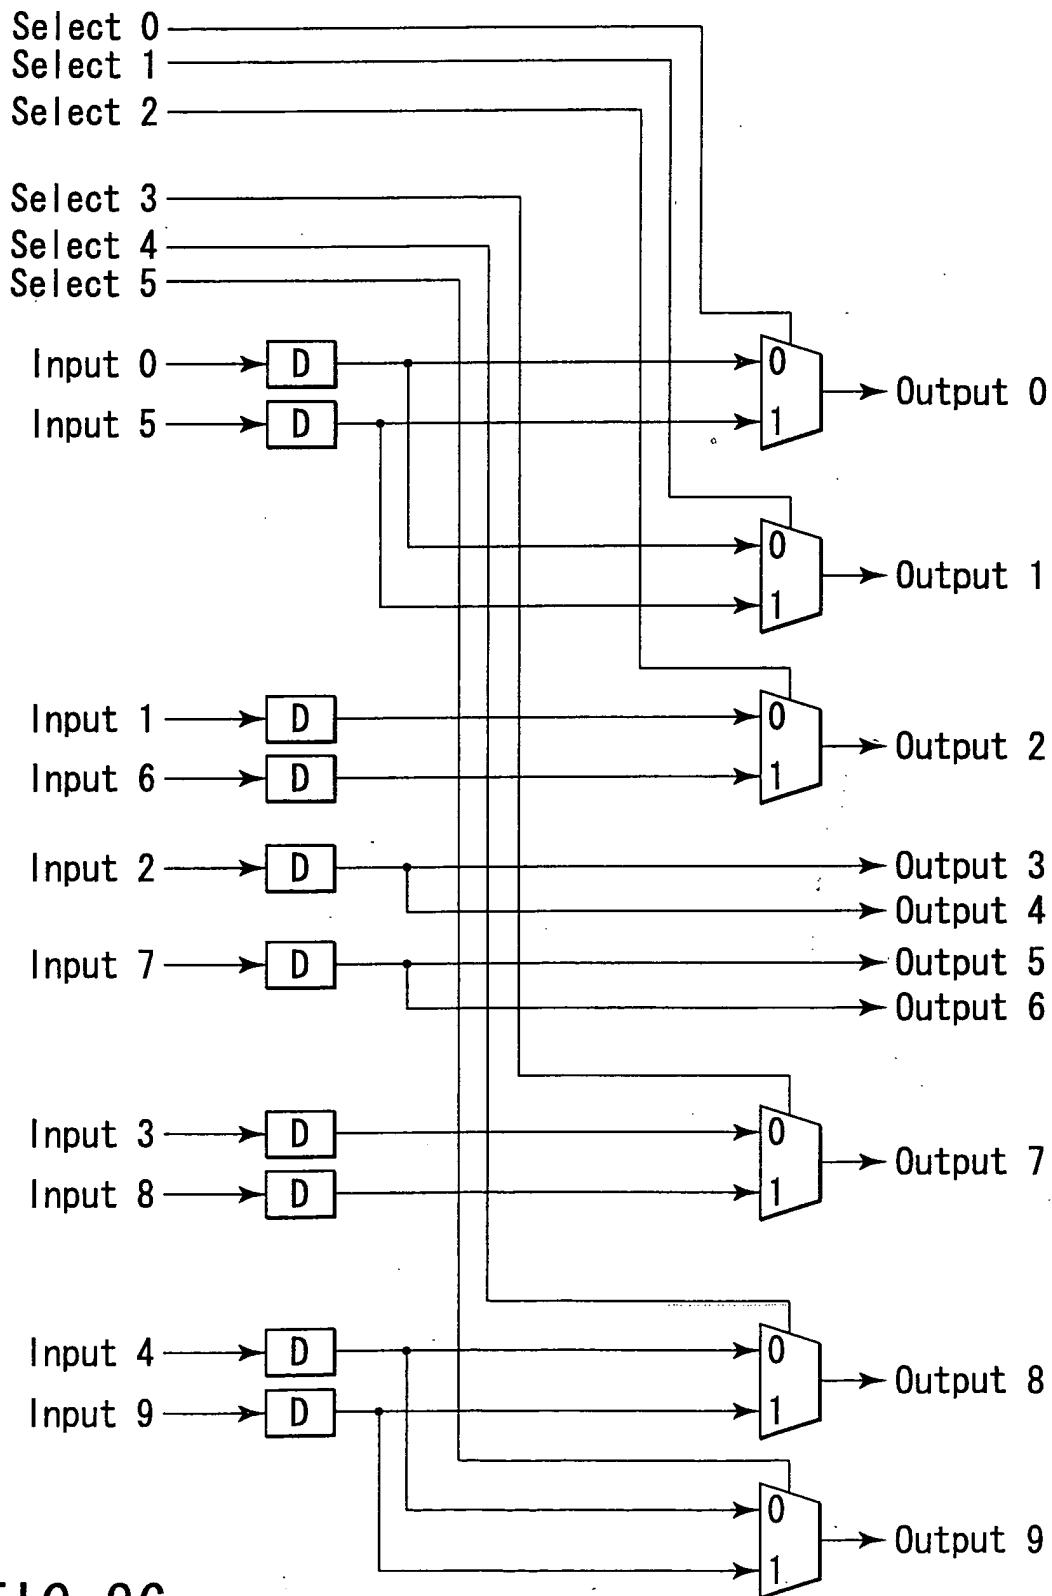 Select 0
Select 1
Select 2
Select 3
Select 4
Select 5
Input 0
D
0
Output 0
Input 5
D
1
0
Output 1
1
Input 1
D
0
Output 2
Input 6
D
1
Input 2
D
Output 3
Output 4
Input 7
D
Output 5
Output 6
Input 3
D
0
Output 7
Input 8
D
1
Input 4
D
0
Output 8
Input 9
D
1
0
Output 9
1